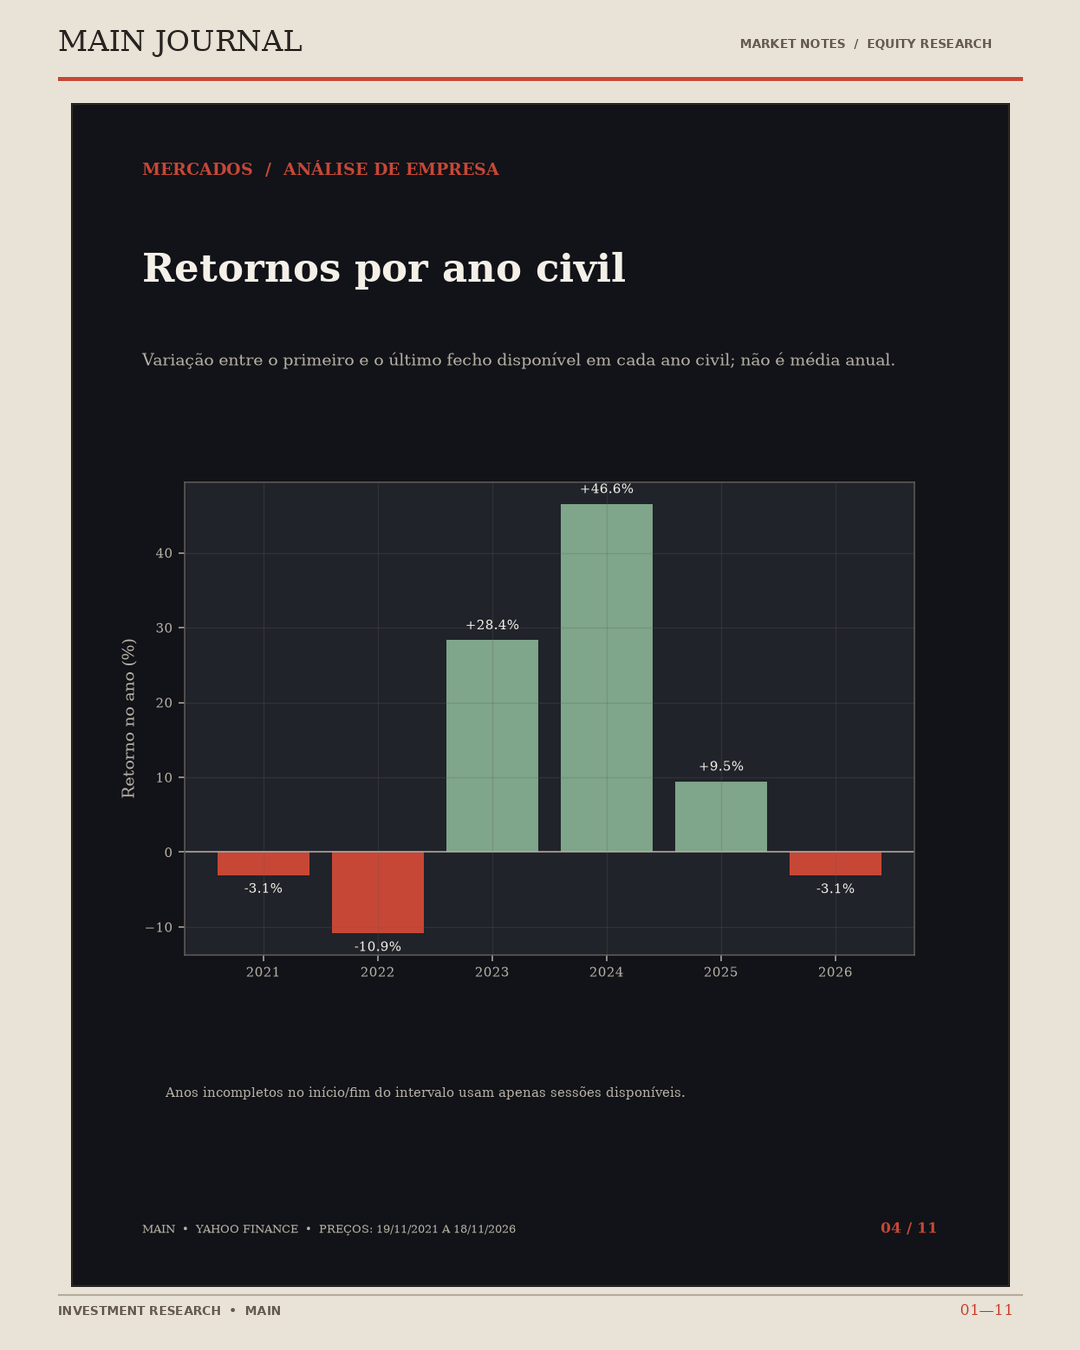 MAIN JOURNAL
MARKET NOTES / EQUITY RESEARCH
MERCADOS / ANÁLISE DE EMPRESA
Retornos por ano civil
Variação entre o primeiro e o último fecho disponível em cada ano civil; não é média anual.
+46.6%
40
+28.4%
30
20
Retorno no ano (%)
+9.5%
10
0
-3.1%
-3.1%
−10
-10.9%
2021 2022 2023 2024 2025 2026
Anos incompletos no início/fim do intervalo usam apenas sessões disponíveis.
MAIN • YAHOO FINANCE • PREÇOS: 19/11/2021 A 18/11/2026
04 / 11
INVESTMENT RESEARCH • MAIN
01—11